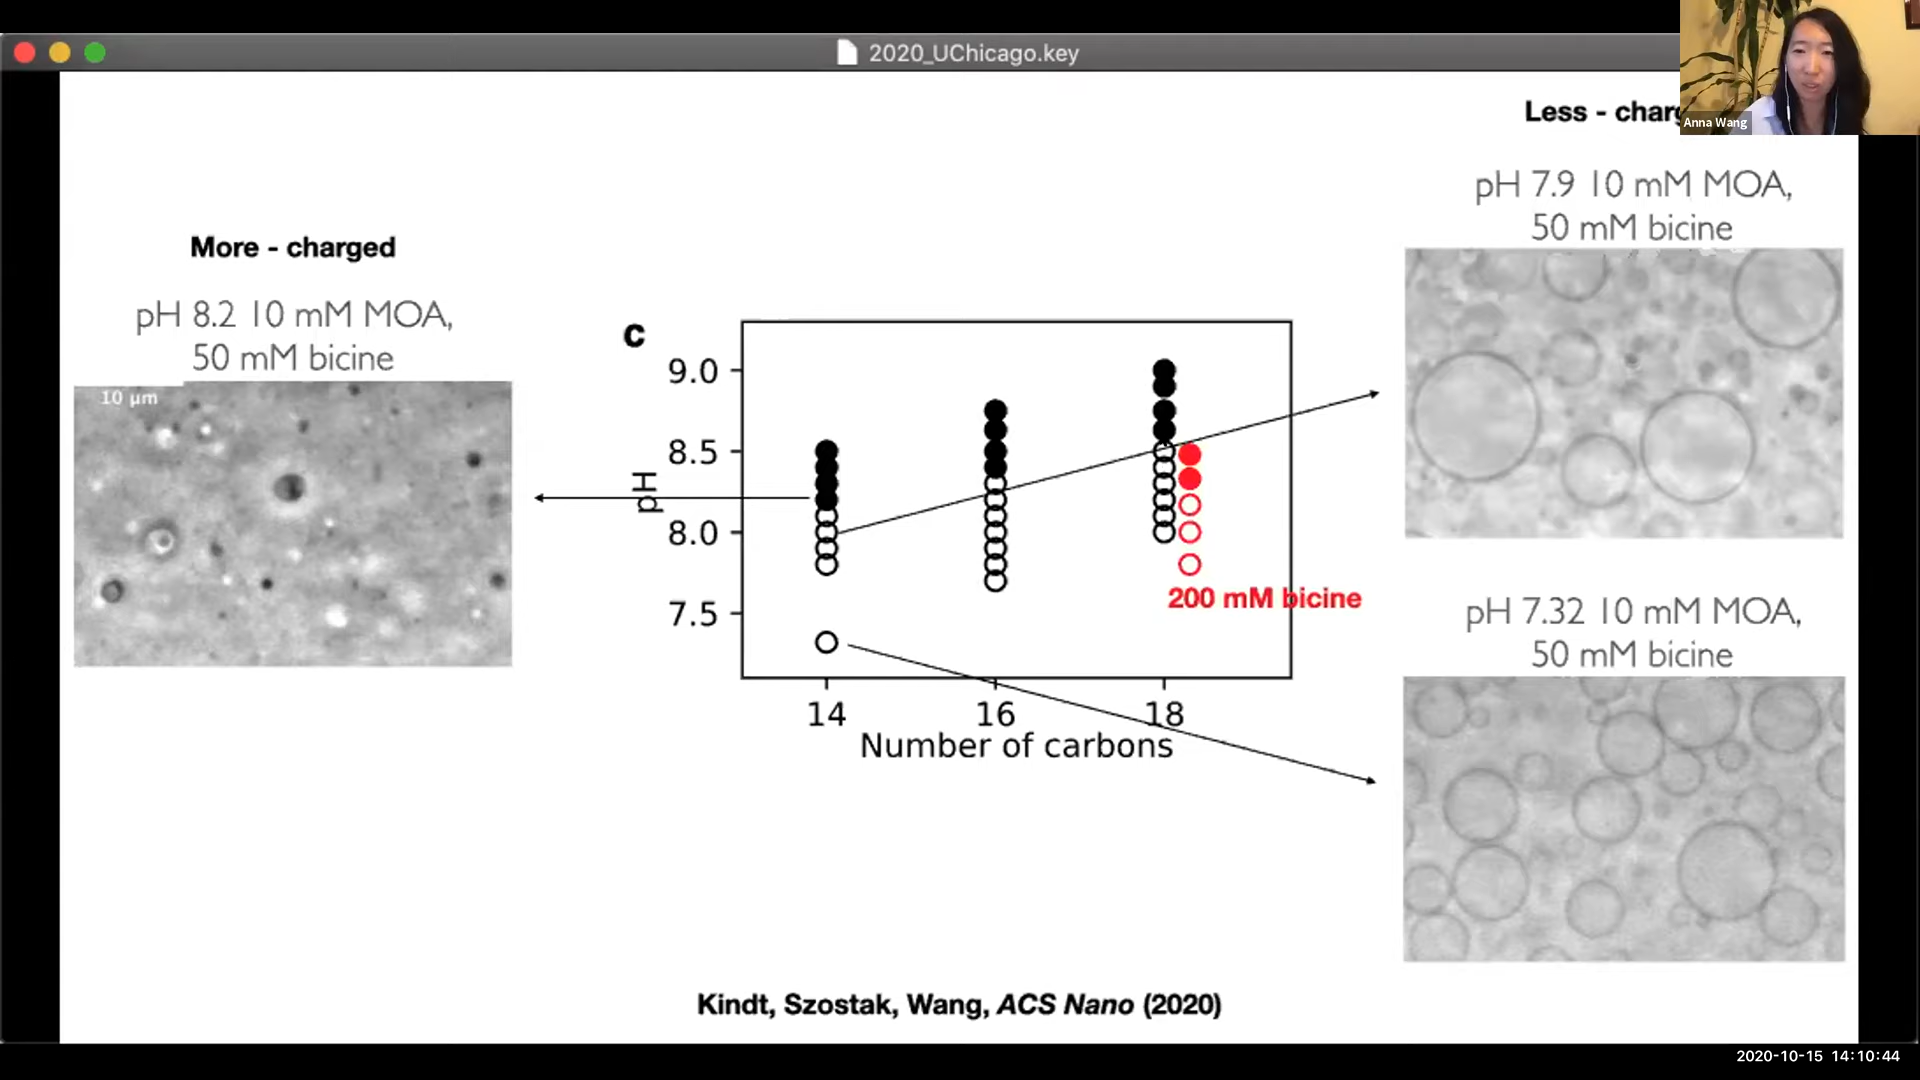 2020_UChicago.key
Anna Wang
Less - charg
pH 7.9 10 mM MOA,
50 mM bicine
More - charged
pH 8.2 10 mM MOA,
50 mM bicine
10 μm
c
9.0
8.5
8.0
7.5
pH
14 16 18
Number of carbons
200 mM bicine
pH 7.32 10 mM MOA,
50 mM bicine
Kindt, Szostak, Wang, ACS Nano (2020)
2020-10-15 14:10:44